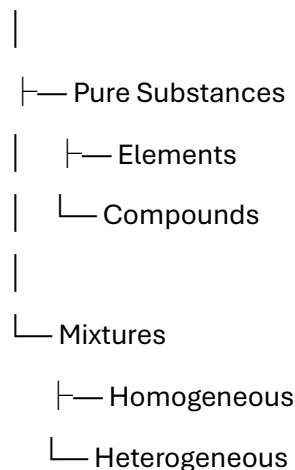 │
├— Pure Substances
│ ├— Elements
│ └— Compounds
│
└— Mixtures
├— Homogeneous
└— Heterogeneous